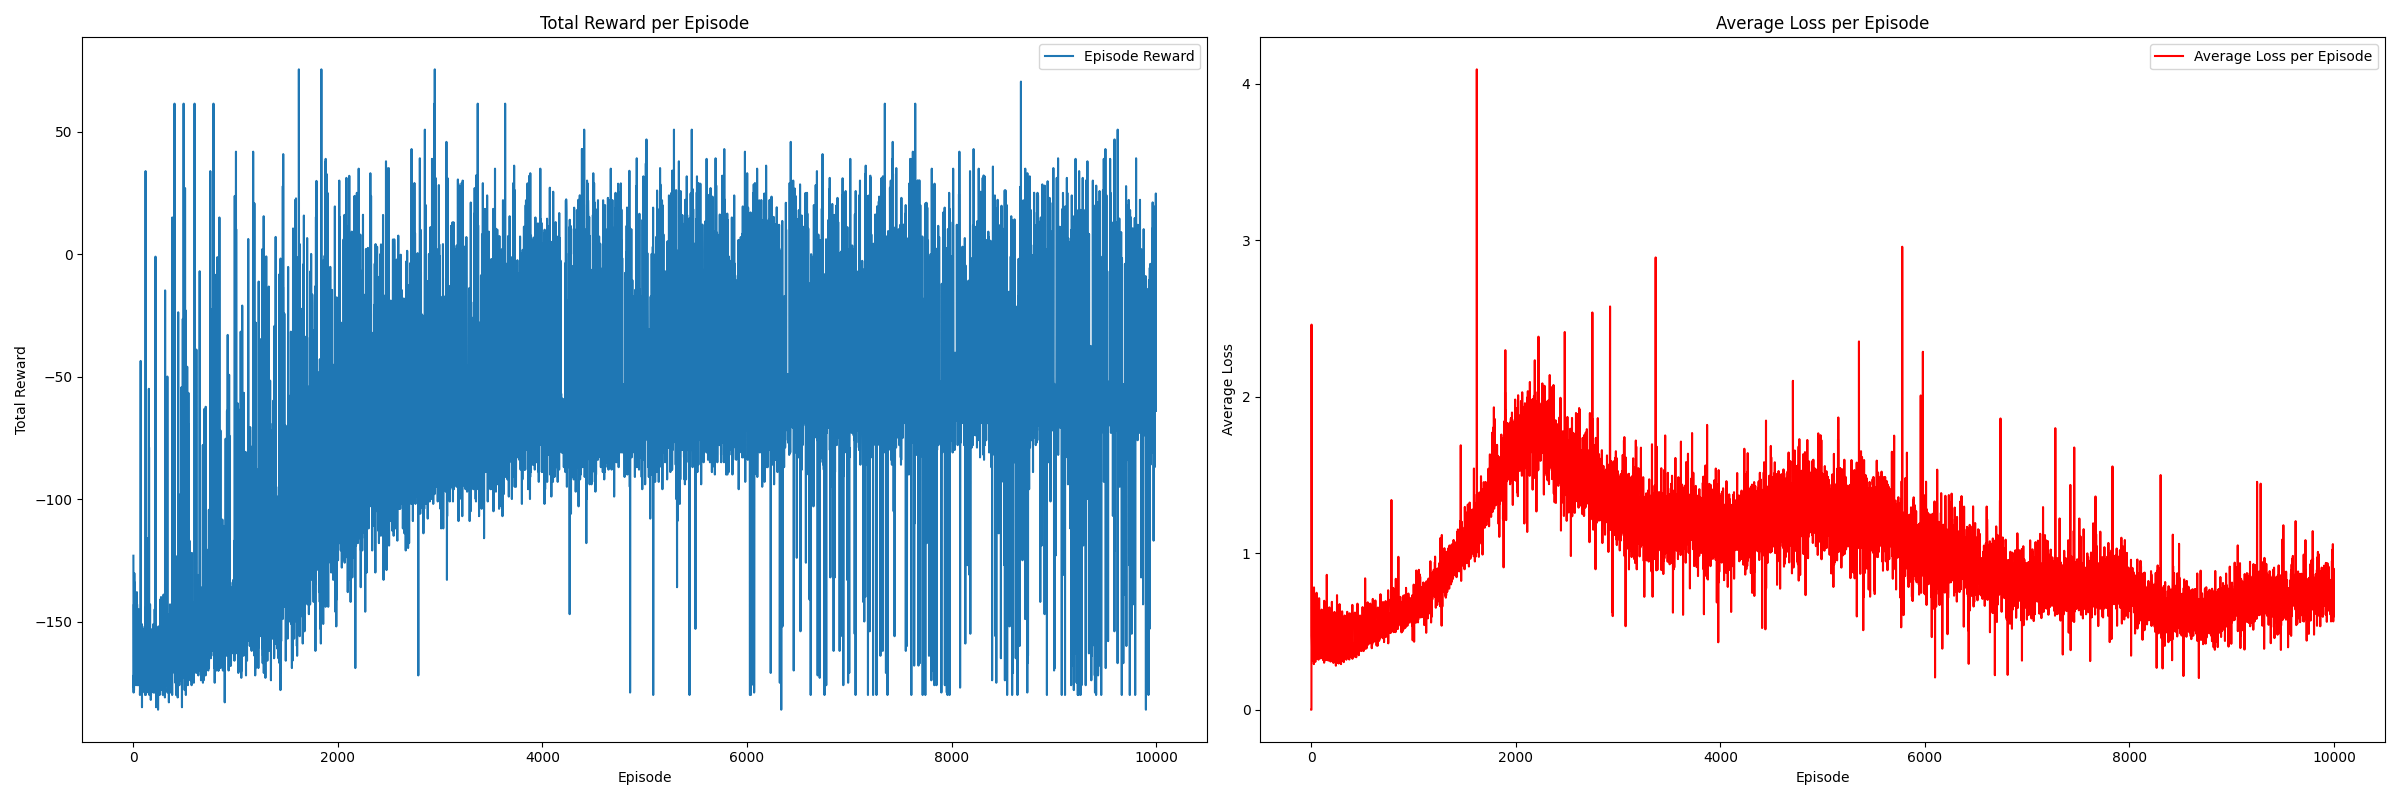 Total Reward per Episode
Episode Reward
50
0
−50
−100
−150
Total Reward
0
2000
4000
6000
8000
10000
Episode
Average Loss per Episode
Average Loss per Episode
4
3
2
1
0
Average Loss
0
2000
4000
6000
8000
10000
Episode